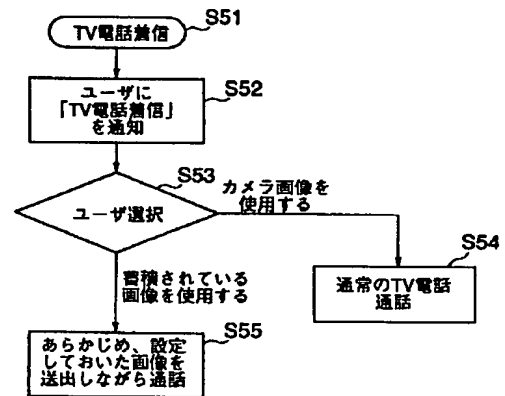 TV電話着信
S51
ユーザに
「TV電話着信」
を通知
S52
ユーザ選択
S53
カメラ画像を
使用する
通常のTV電話
通話
S54
蓄積されている
画像を使用する
あらかじめ、設定
しておいた画像を
送出しながら通話
S55